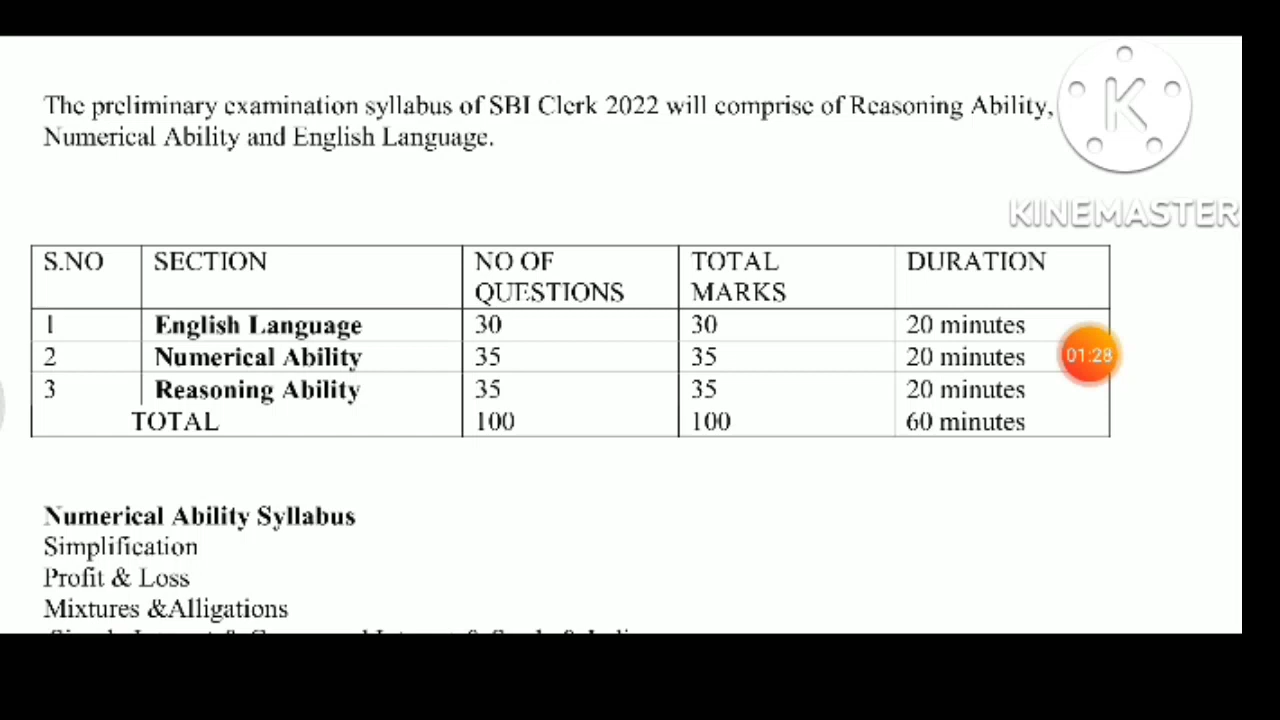 The preliminary examination syllabus of SBI Clerk 2022 will comprise of Reasoning Ability,
Numerical Ability and English Language.
K
KINEMASTER
S.NO SECTION NO OF QUESTIONS TOTAL MARKS DURATION
1 English Language 30 30 20 minutes
2 Numerical Ability 35 35 20 minutes
01:28
3 Reasoning Ability 35 35 20 minutes
TOTAL 100 100 60 minutes
Numerical Ability Syllabus
Simplification
Profit & Loss
Mixtures &Alligations